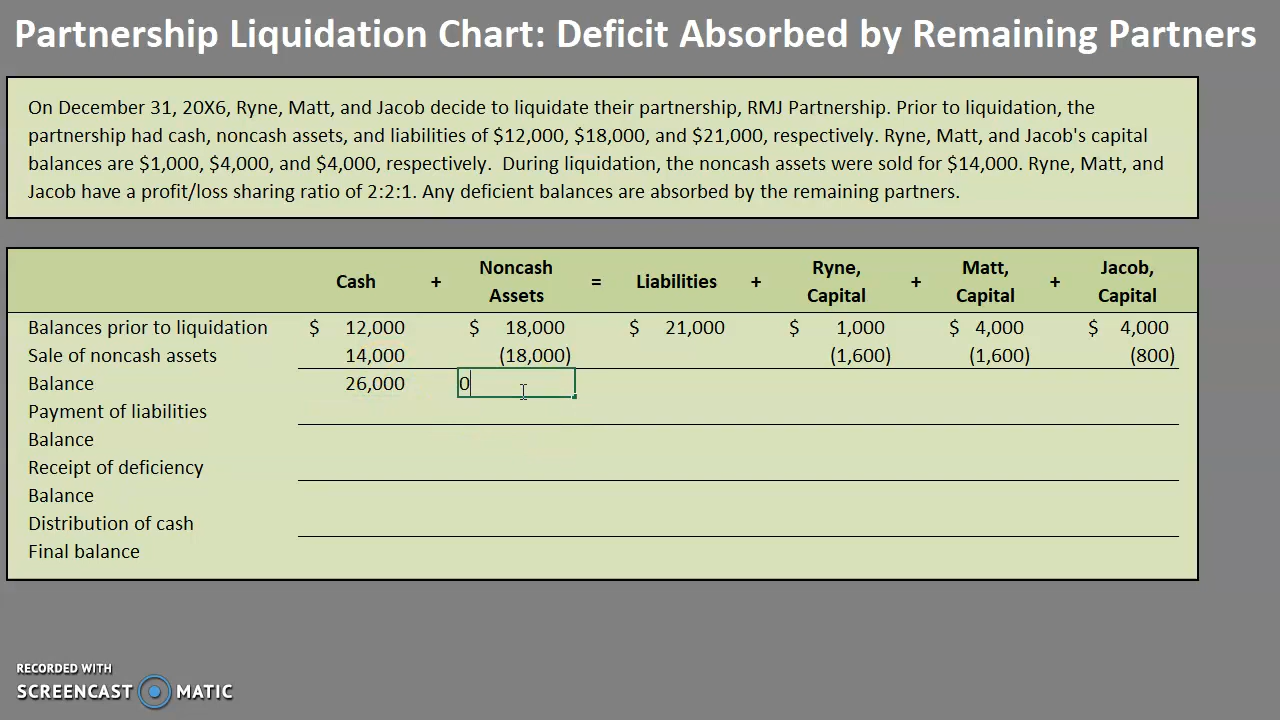 Partnership Liquidation Chart: Deficit Absorbed by Remaining Partners
On December 31, 20X6, Ryne, Matt, and Jacob decide to liquidate their partnership, RMJ Partnership. Prior to liquidation, the
partnership had cash, noncash assets, and liabilities of $12,000, $18,000, and $21,000, respectively. Ryne, Matt, and Jacob's capital
balances are $1,000, $4,000, and $4,000, respectively.  During liquidation, the noncash assets were sold for $14,000. Ryne, Matt, and
Jacob have a profit/loss sharing ratio of 2:2:1. Any deficient balances are absorbed by the remaining partners.
Cash + Noncash Assets = Liabilities + Ryne, Capital + Matt, Capital + Jacob, Capital
Balances prior to liquidation $ 12,000 $ 18,000 $ 21,000 $ 1,000 $ 4,000 $ 4,000
Sale of noncash assets 14,000 (18,000) (1,600) (1,600) (800)
Balance 26,000 0
Payment of liabilities
Balance
Receipt of deficiency
Balance
Distribution of cash
Final balance
RECORDED WITH
SCREENCAST MATIC